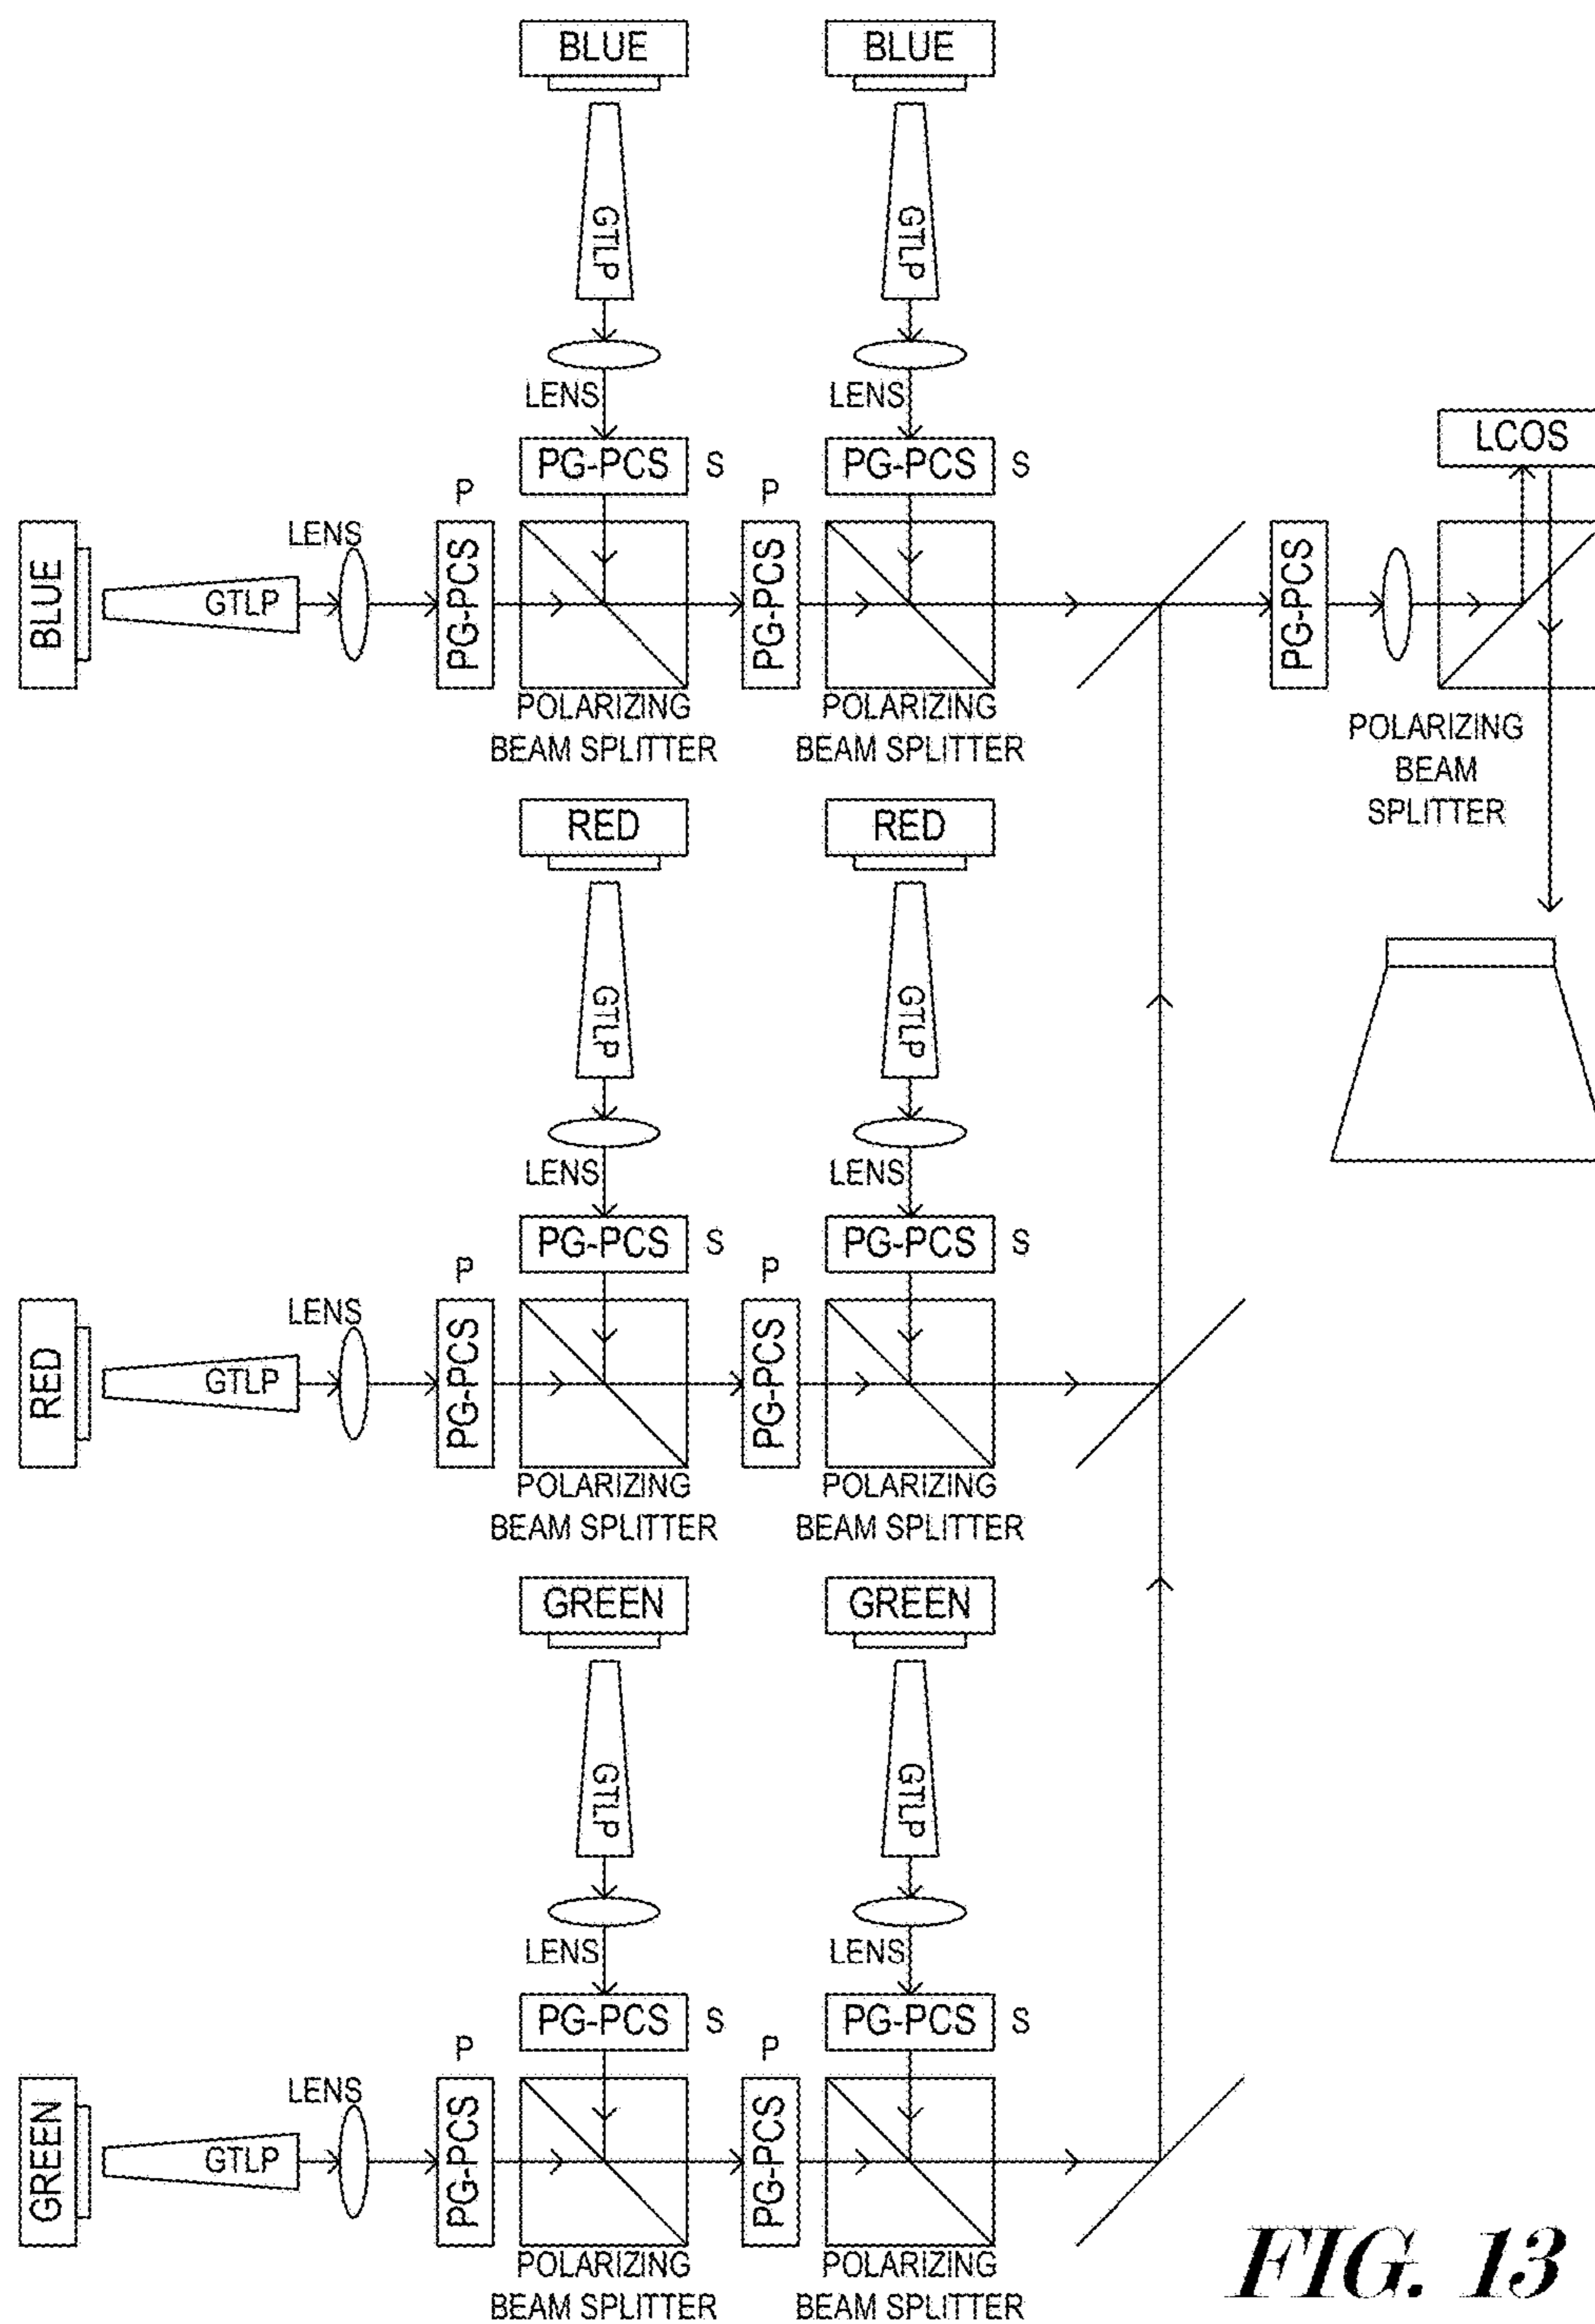 BLUE
BLUE
GTLP
GTLP
LENS
LENS
LCOS
PG-PCS
S
PG-PCS
S
P
P
LENS
BLUE
GTLP
PG-PCS
PG-PCS
PG-PCS
POLARIZING
BEAM SPLITTER
POLARIZING
BEAM SPLITTER
POLARIZING
BEAM
SPLITTER
RED
RED
GTLP
GTLP
LENS
LENS
PG-PCS
S
PG-PCS
S
P
P
LENS
RED
GTLP
PG-PCS
PG-PCS
POLARIZING
BEAM SPLITTER
POLARIZING
BEAM SPLITTER
GREEN
GREEN
GTLP
GTLP
LENS
LENS
PG-PCS
S
PG-PCS
S
P
P
LENS
GREEN
GTLP
PG-PCS
PG-PCS
POLARIZING
BEAM SPLITTER
POLARIZING
BEAM SPLITTER
FIG. 13